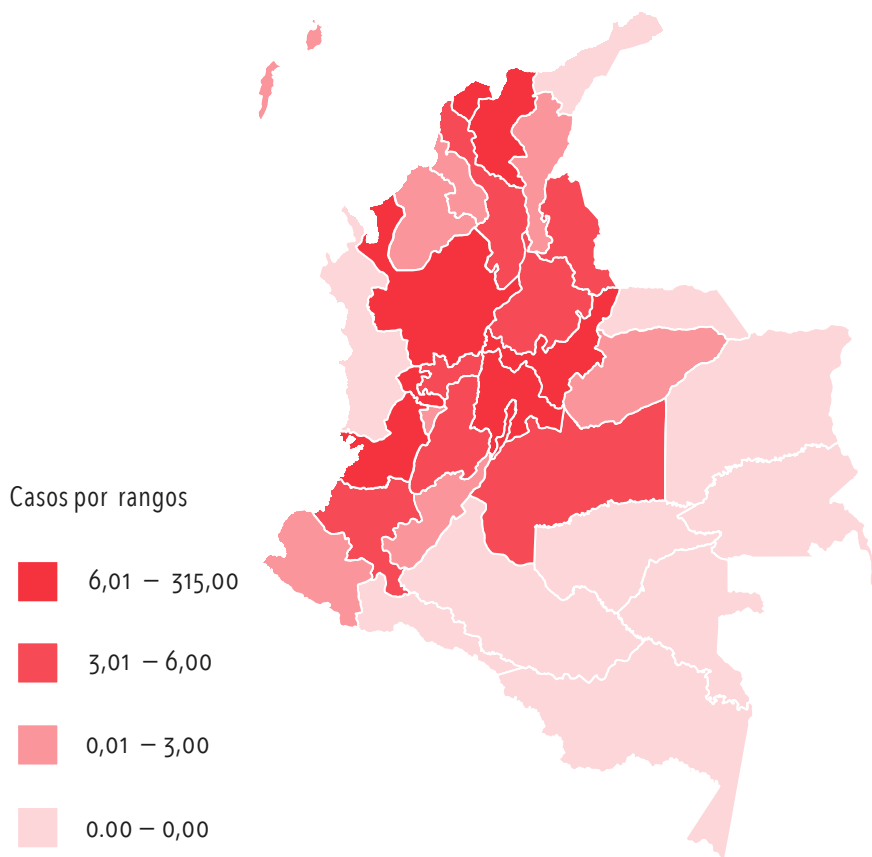 Casos por rangos
6,01 – 315,00
3,01 – 6,00
0,01 – 3,00
0.00 – 0,00